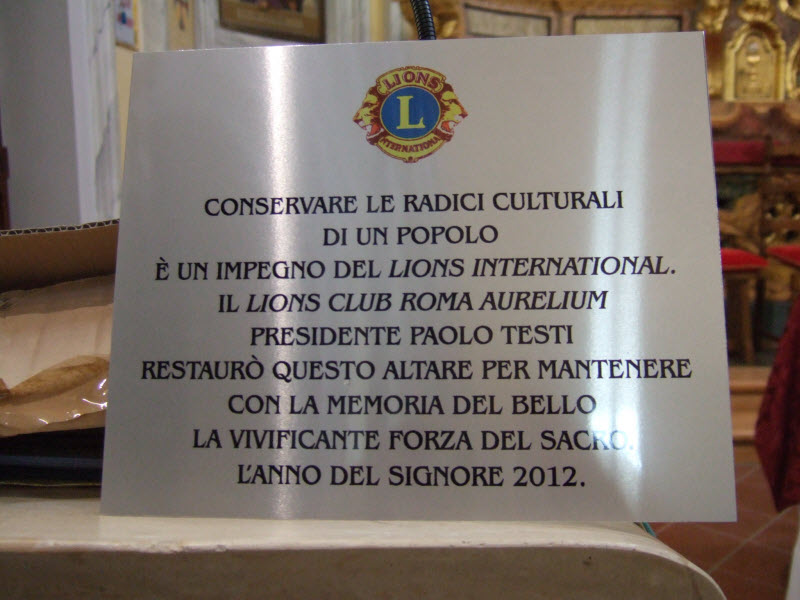 LIONS
L
INTERNATIONAL
CONSERVARE LE RADICI CULTURALI
DI UN POPOLO
È UN IMPEGNO DEL LIONS INTERNATIONAL.
IL LIONS CLUB ROMA AURELIUM
PRESIDENTE PAOLO TESTI
RESTAURÒ QUESTO ALTARE PER MANTENERE
CON LA MEMORIA DEL BELLO
LA VIVIFICANTE FORZA DEL SACRO.
L'ANNO DEL SIGNORE 2012.